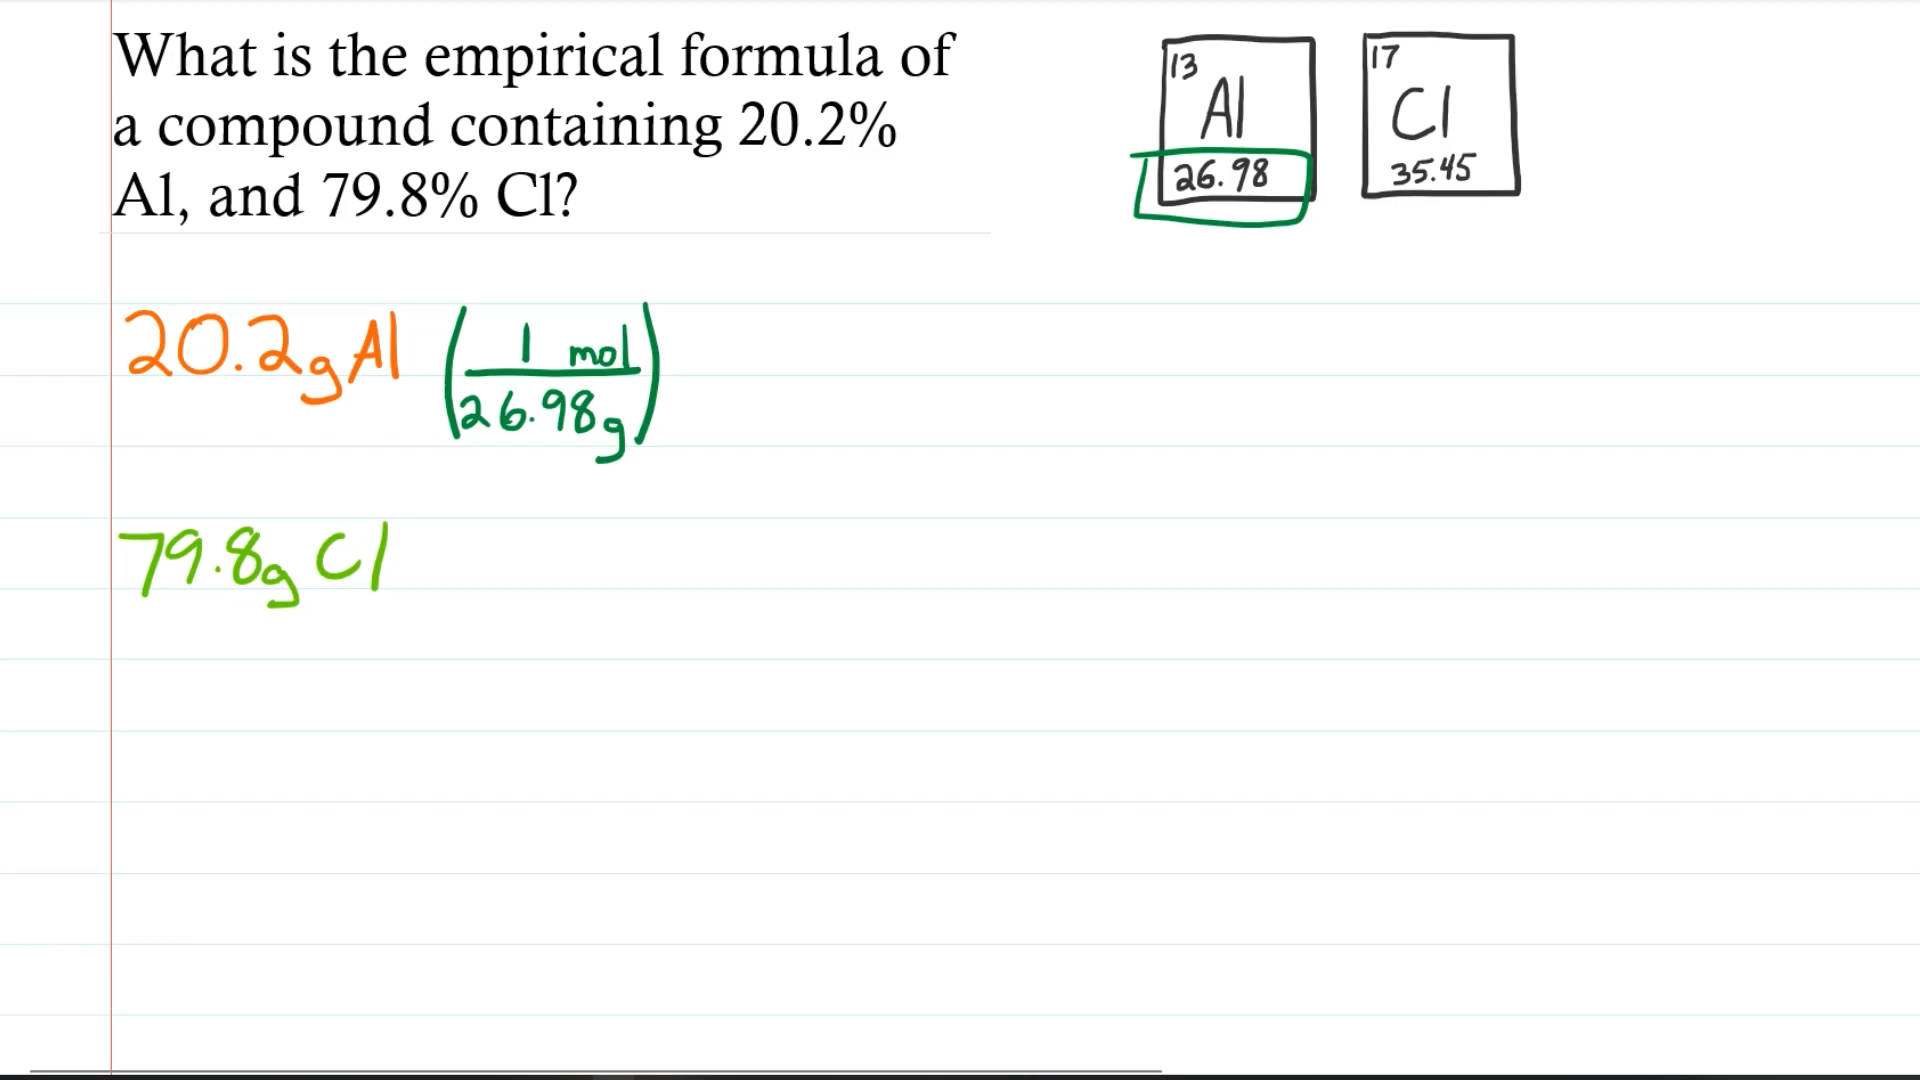 What is the empirical formula of
a compound containing 20.2%
Al, and 79.8% Cl?
13
Al
26.98
17
Cl
35.45
20.2g Al (1 mol
26.98g)
79.8g Cl